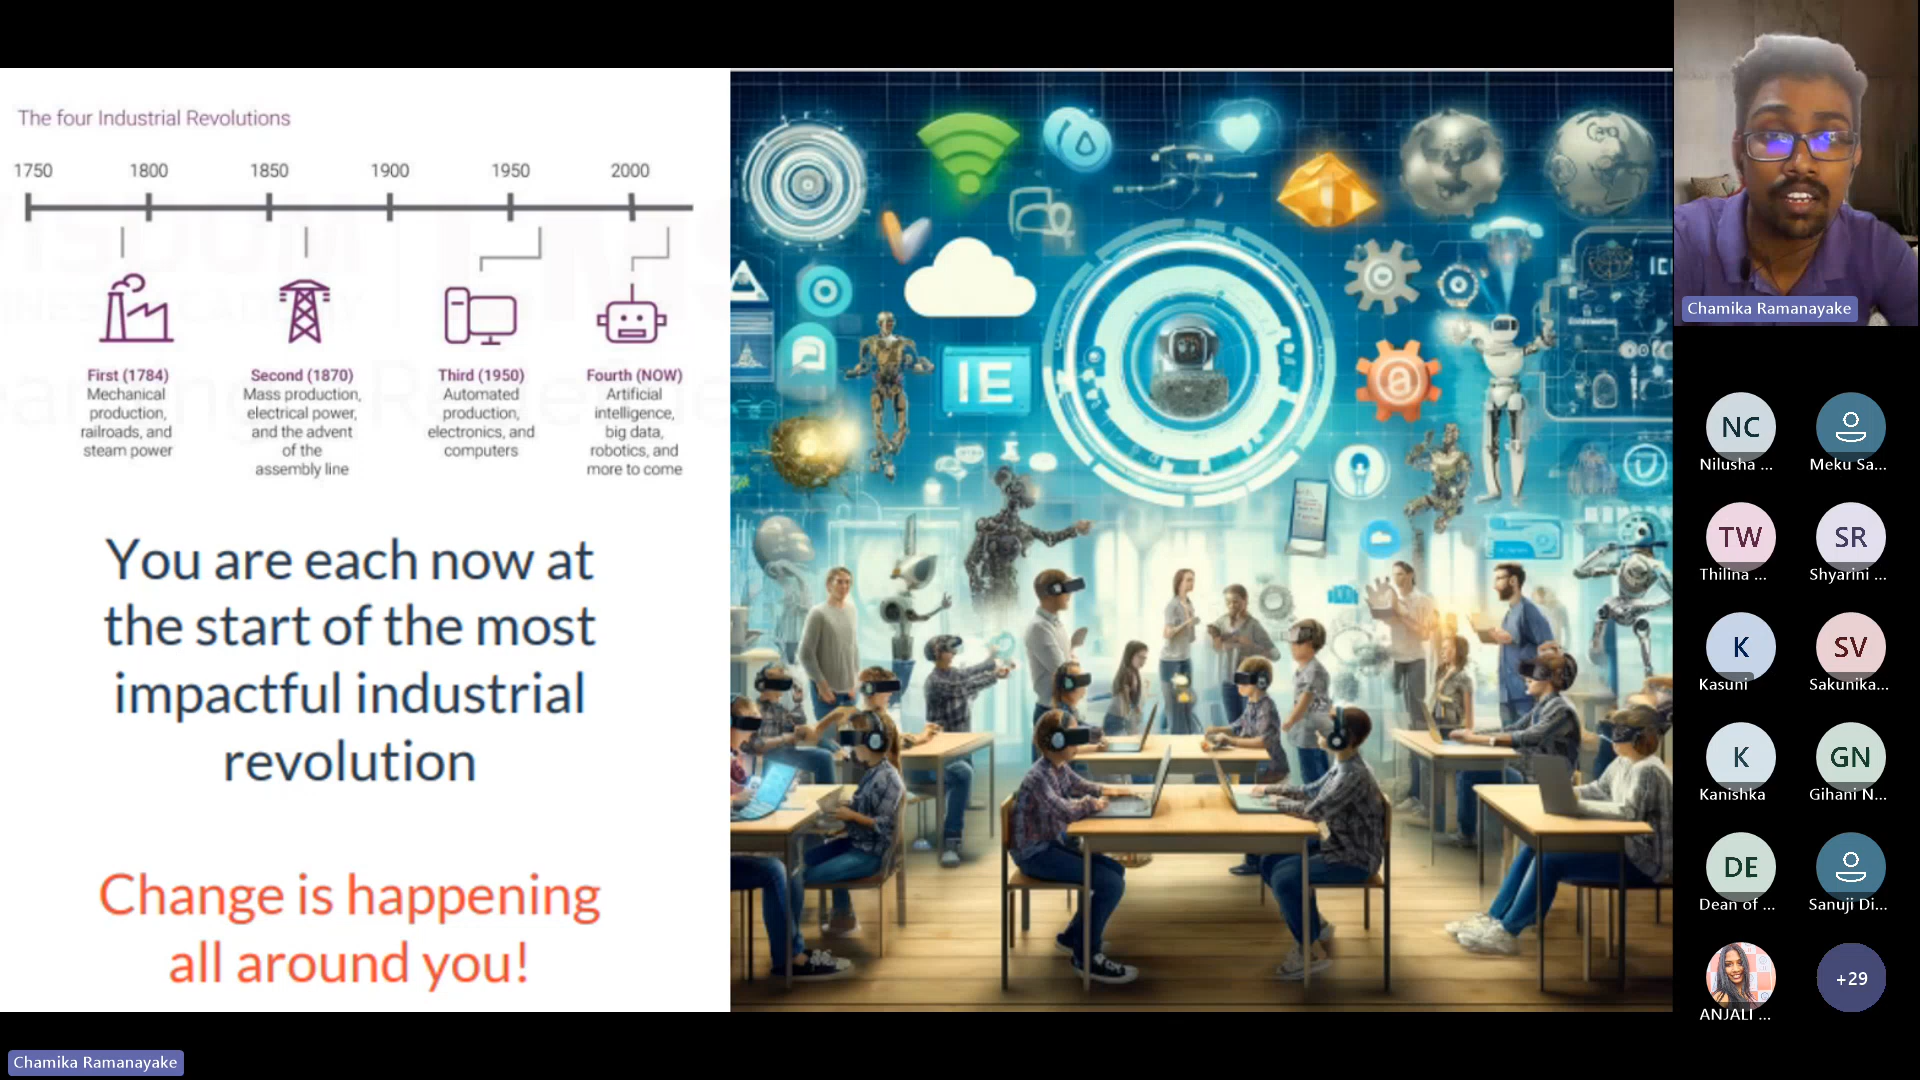 The four Industrial Revolutions
1750 1800 1850 1900 1950 2000
First (1784)
Mechanical
production,
railroads, and
steam power
Second (1870)
Mass production,
electrical power,
and the advent
of the
assembly line
Third (1950)
Automated
production,
electronics, and
computers
Fourth (NOW)
Artificial
intelligence,
big data,
robotics, and
more to come
You are each now at
the start of the most
impactful industrial
revolution
Change is happening
all around you!
IE
Chamika Ramanayake
NC
Nilusha ...
Meku Sa...
TW
Thilina ...
SR
Shyarini ...
K
Kasuni
SV
Sakunika...
K
Kanishka
GN
Gihani N...
DE
Dean of ...
Sanuji Di...
ANJALI ...
+29
Chamika Ramanayake